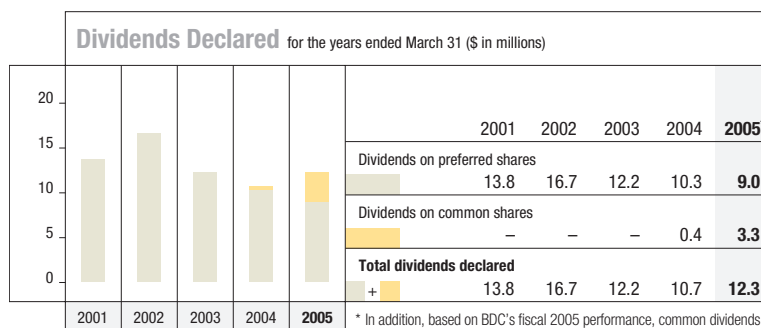 Dividends Declared for the years ended March 31 ($ in millions)
20
15
10
5
0
2001 2002 2003 2004 2005
2001 2002 2003 2004 2005*
Dividends on preferred shares
13.8 16.7 12.2 10.3 9.0
Dividends on common shares
– – – 0.4 3.3
Total dividends declared
+ 13.8 16.7 12.2 10.7 12.3
* In addition, based on BDC's fiscal 2005 performance, common dividends